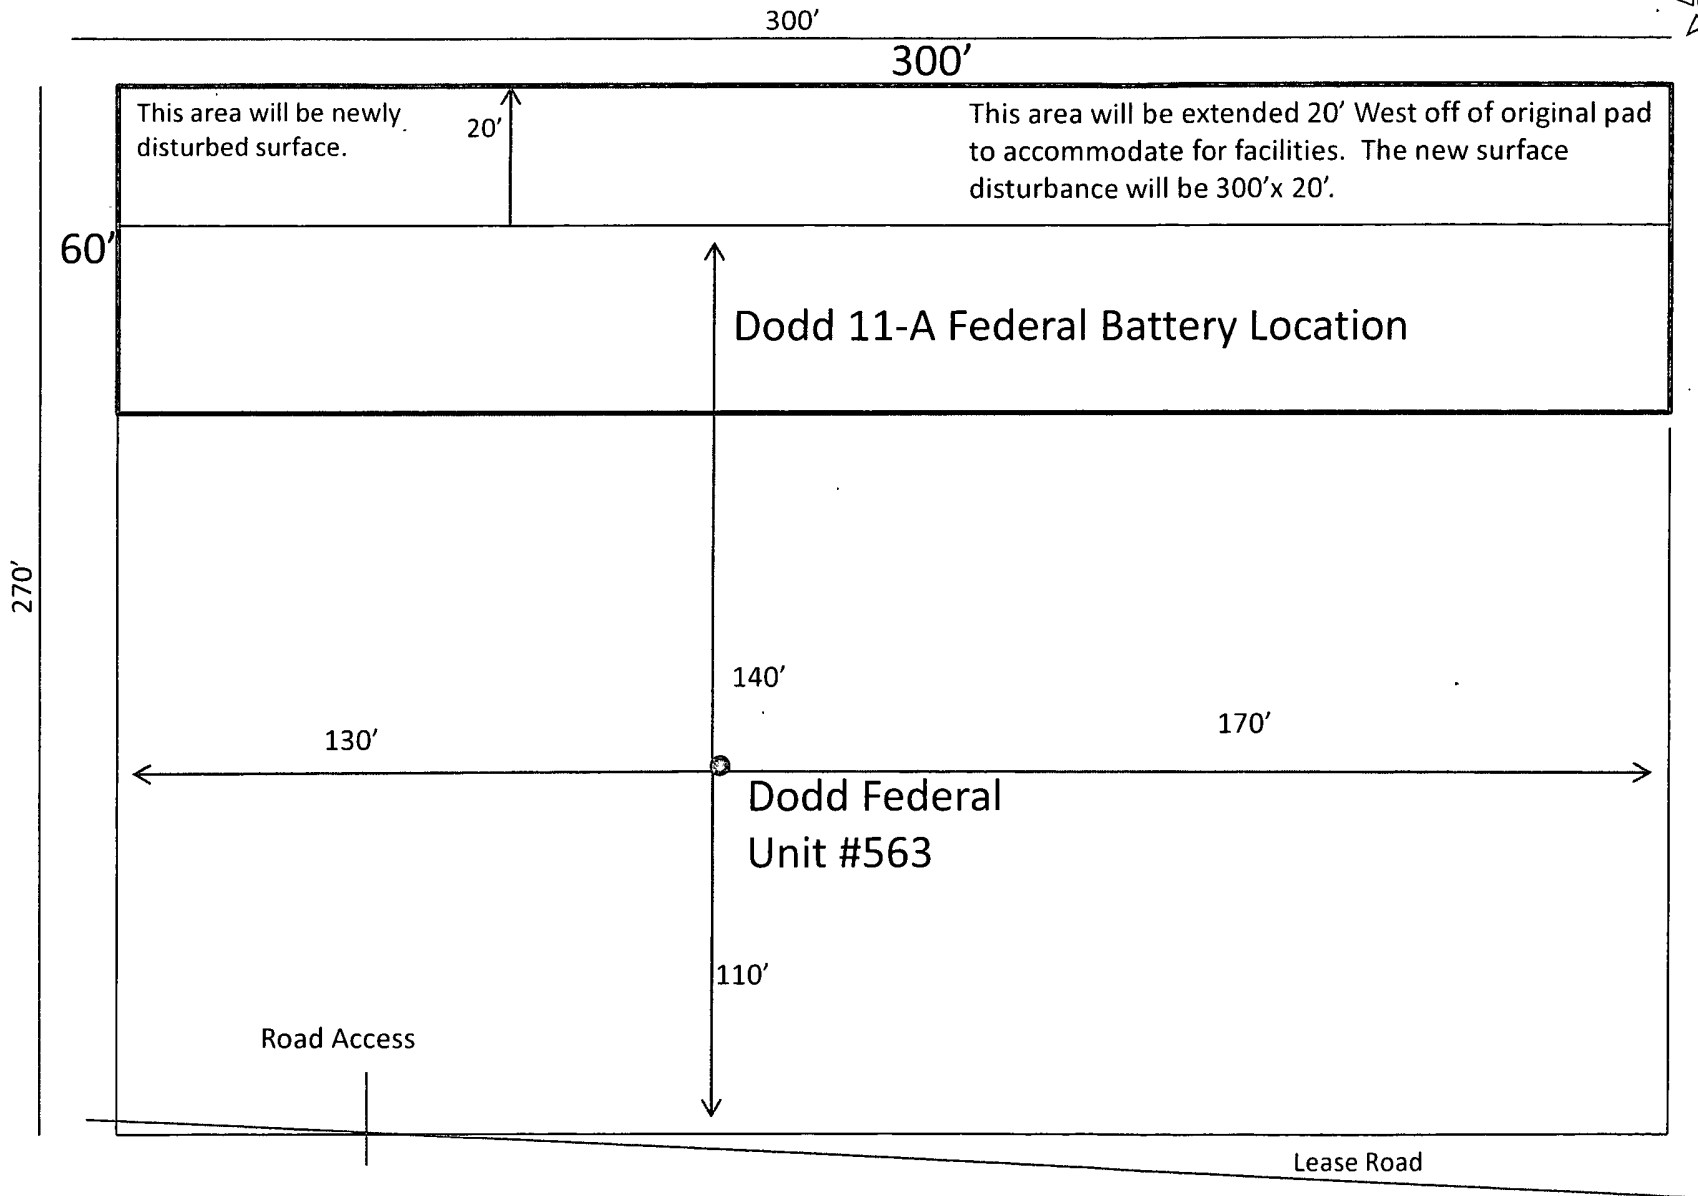 300'
300'
This area will be newly
disturbed surface.
20'
This area will be extended 20' West off of original pad
to accommodate for facilities.  The new surface
disturbance will be 300'x 20'.
60'
Dodd 11-A Federal Battery Location
270'
140'
130'
170'
Dodd Federal
Unit #563
110'
Road Access
Lease Road